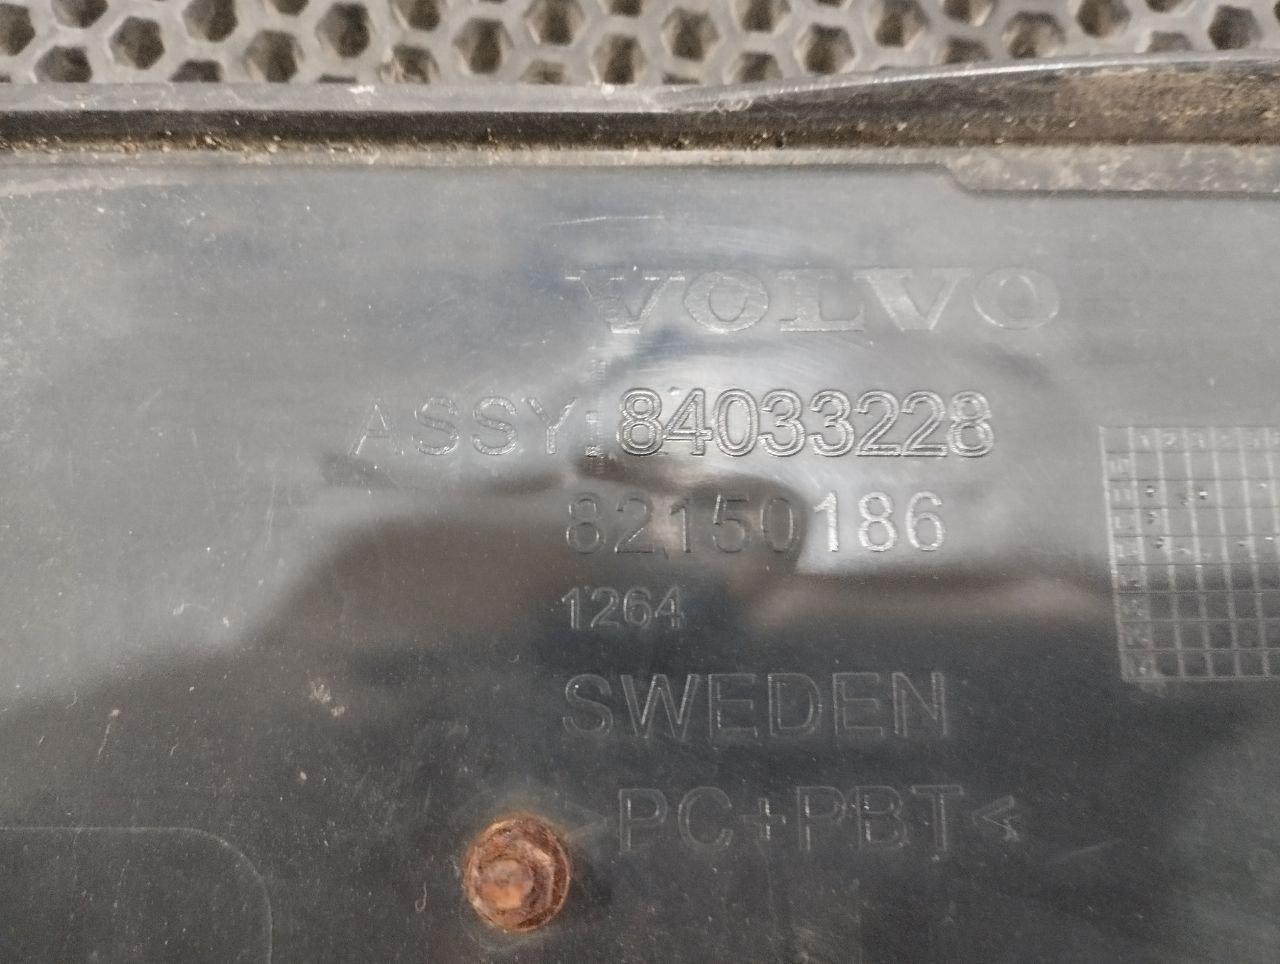 VOLVO
ASSY:84033228
82150186
1264
SWEDEN
>PC+PBT<